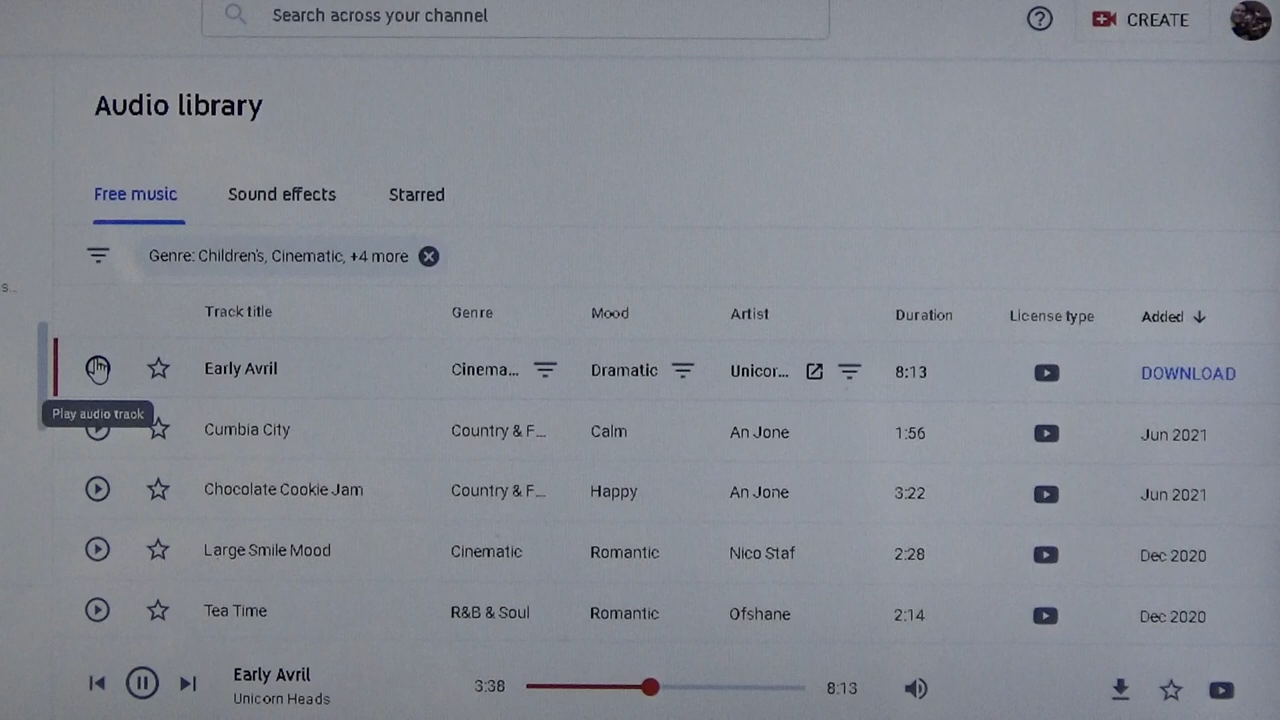 Search across your channel
CREATE
Audio library
Free music Sound effects Starred
Genre: Children's, Cinematic, +4 more
s...
Track title Genre Mood Artist Duration License type Added
Early Avril Cinema... Dramatic Unicor... 8:13 DOWNLOAD
Play audio track
Cumbia City Country & F... Calm An Jone 1:56 Jun 2021
Chocolate Cookie Jam Country & F... Happy An Jone 3:22 Jun 2021
Large Smile Mood Cinematic Romantic Nico Staf 2:28 Dec 2020
Tea Time R&B & Soul Romantic Ofshane 2:14 Dec 2020
Early Avril 3:38 8:13
Unicorn Heads